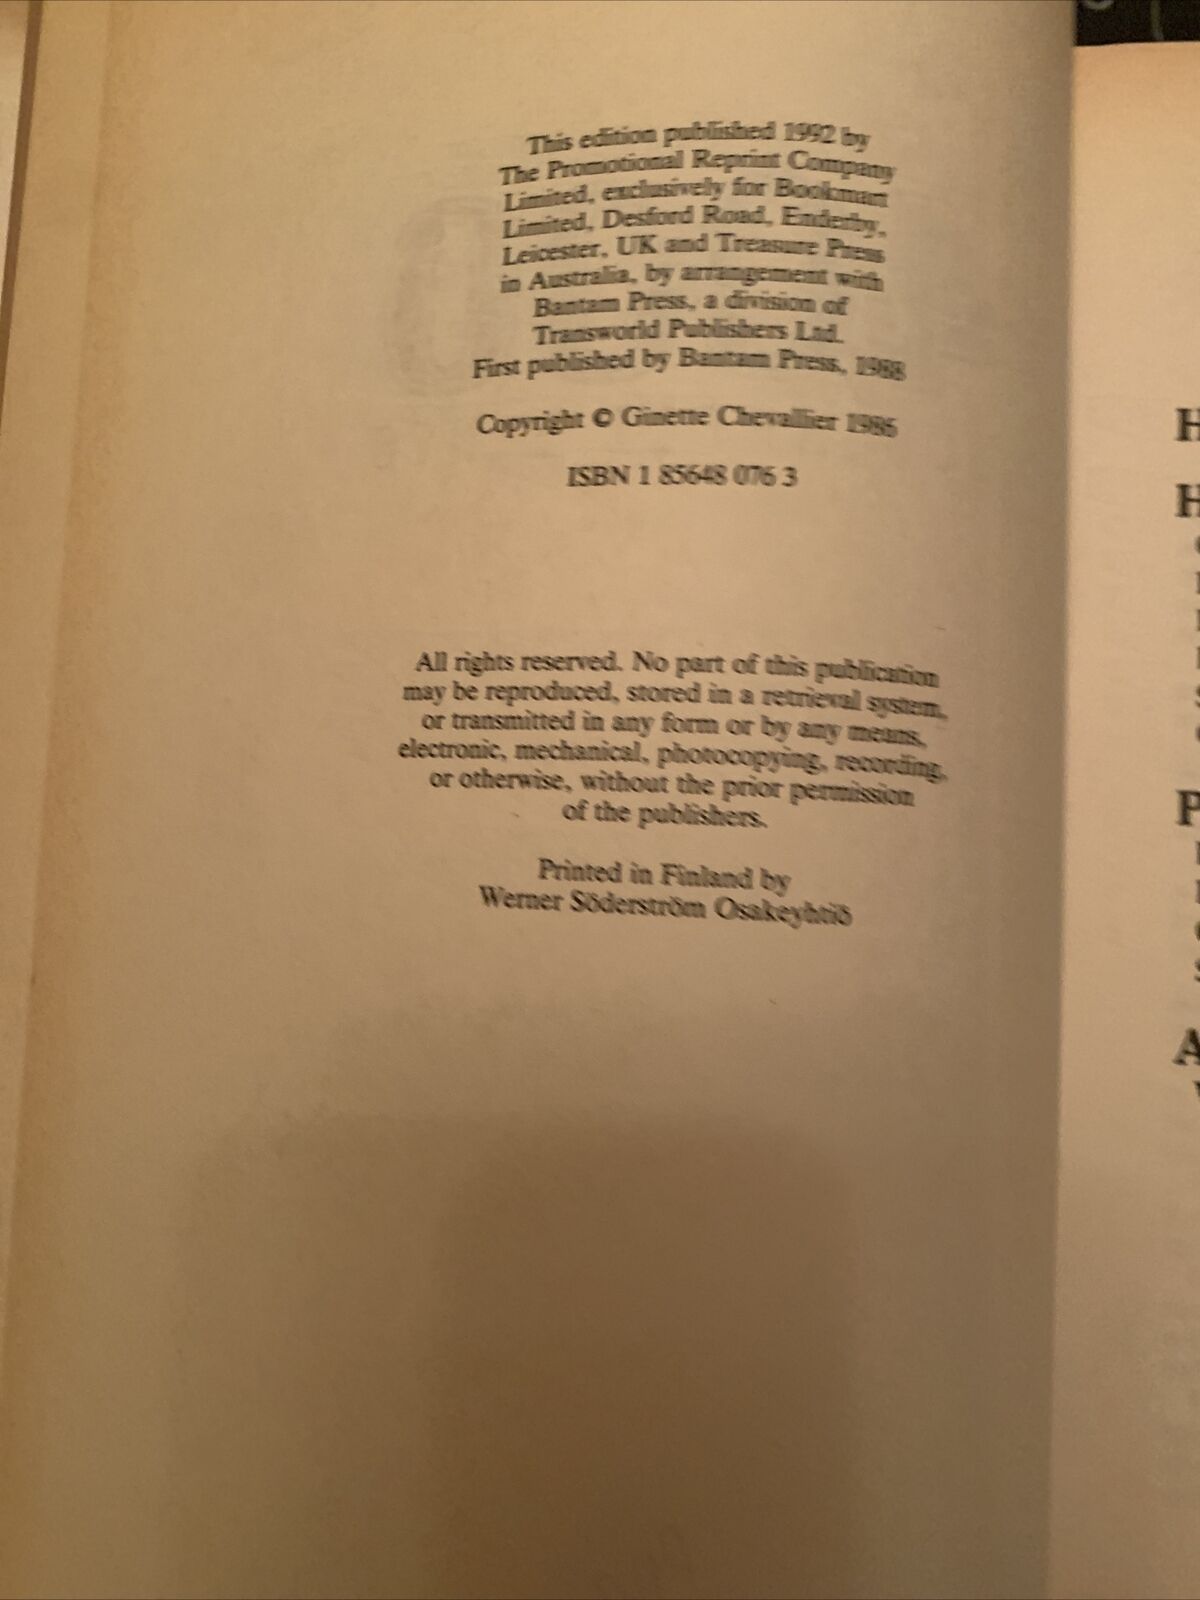 This edition published 1992 by
The Promotional Reprint Company
Limited, exclusively for Bookmart
Limited, Desford Road, Enderby,
Leicester, UK and Treasure Press
in Australia, by arrangement with
Bantam Press, a division of
Transworld Publishers Ltd.
First published by Bantam Press, 1988
Copyright © Ginette Chevallier 1986
ISBN 1 85648 076 3
All rights reserved. No part of this publication
may be reproduced, stored in a retrieval system,
or transmitted in any form or by any means,
electronic, mechanical, photocopying, recording,
or otherwise, without the prior permission
of the publishers.
Printed in Finland by
Werner Söderström Osakeyhtiö
H
H
P
A